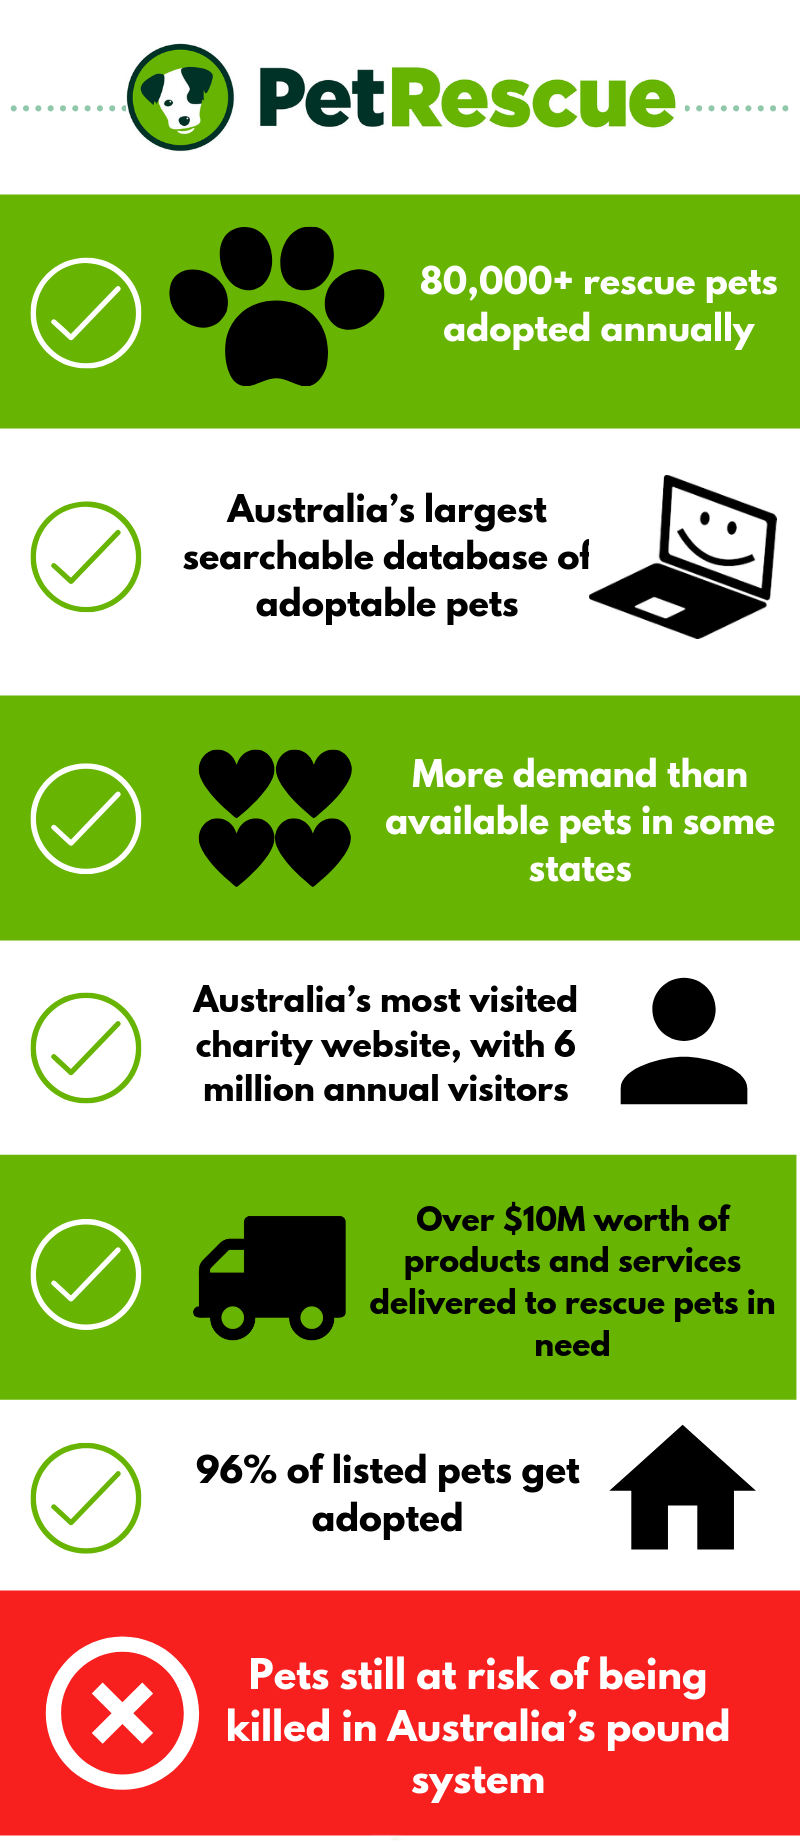 PetRescue
80,000+ rescue pets
adopted annually
Australia’s largest
searchable database of
adoptable pets
More demand than
available pets in some
states
Australia’s most visited
charity website, with 6
million annual visitors
Over $10M worth of
products and services
delivered to rescue pets in
need
96% of listed pets get
adopted
Pets still at risk of being
killed in Australia’s pound
system